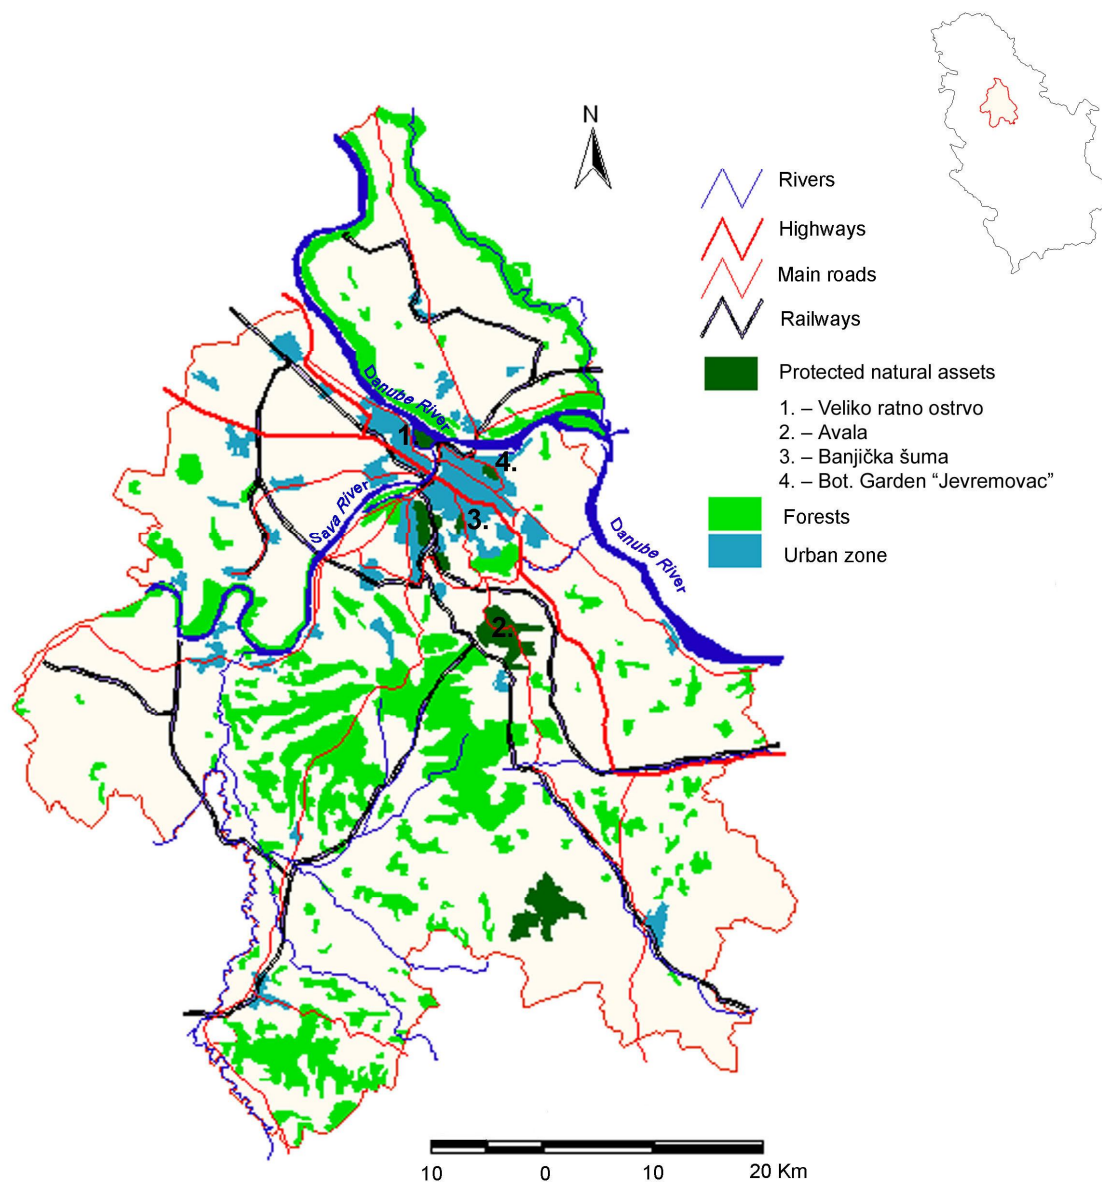 N
Rivers
Highways
Main roads
Railways
Protected natural assets
1. – Veliko ratno ostrvo
2. – Avala
3. – Banjička šuma
4. – Bot. Garden “Jevremovac”
Forests
Urban zone
Danube River
1
4.
3.
Sava River
Danube River
2.
10 0 10 20 Km